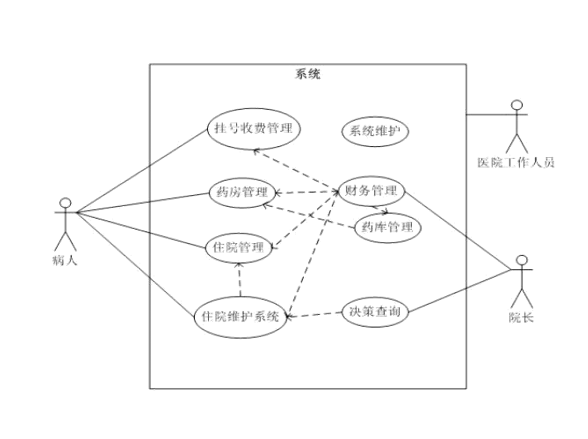 系统
挂号收费管理
系统维护
医院工作人员
药房管理
财务管理
病人
住院管理
药库管理
住院维护系统
决策查询
院长